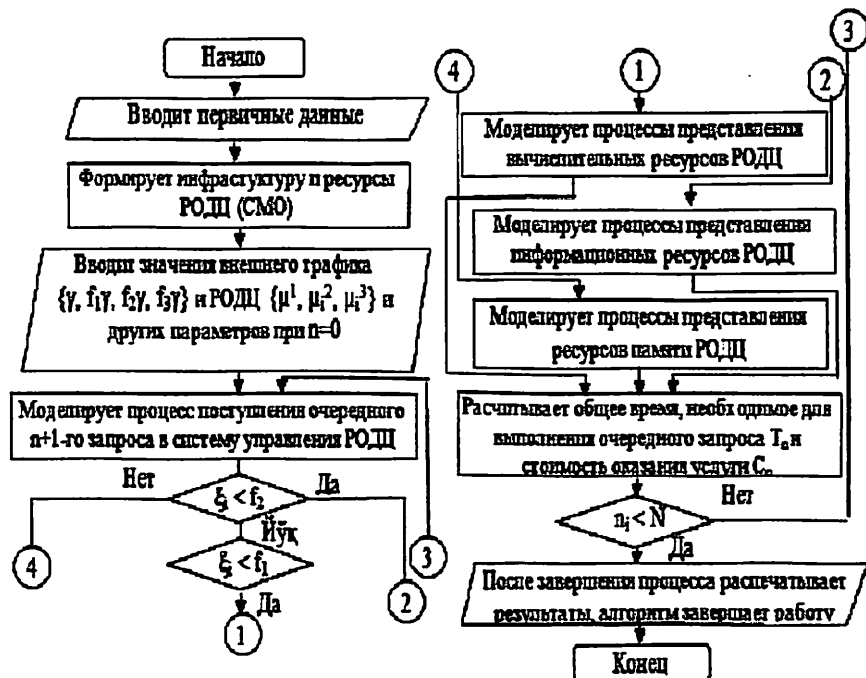 Начало
Вводит первичные данные
Формирует инфрастуктуру и ресурсы
РОДЦ (СМО)
Вводит значения внешнего трафика
{γ, f₁γ, f₂γ, f₃γ} и РОДЦ {μ¹, μᵢ², μᵢ³} и
других параметров при n=0
Моделирует процесс поступления очередного
n+1-го запроса в систему управления РОДЦ
Нет
ξᵢ < f₂
Да
Йўқ
ξᵢ < f₁
Да
4
1
2
3
4
1
2
3
Моделирует процессы представления
вычислительных ресурсов РОДЦ
Моделирует процессы представления
информационных ресурсов РОДЦ
Моделирует процессы представления
ресурсов памяти РОДЦ
Расчитывает общее время, необходимое для
выполнения очередного запроса Tₙ и
стоимость оказания услуги Cₙ
Нет
nᵢ < N
Да
После завершения процесса распечатывает
результаты, алгоритм завершает работу
Конец